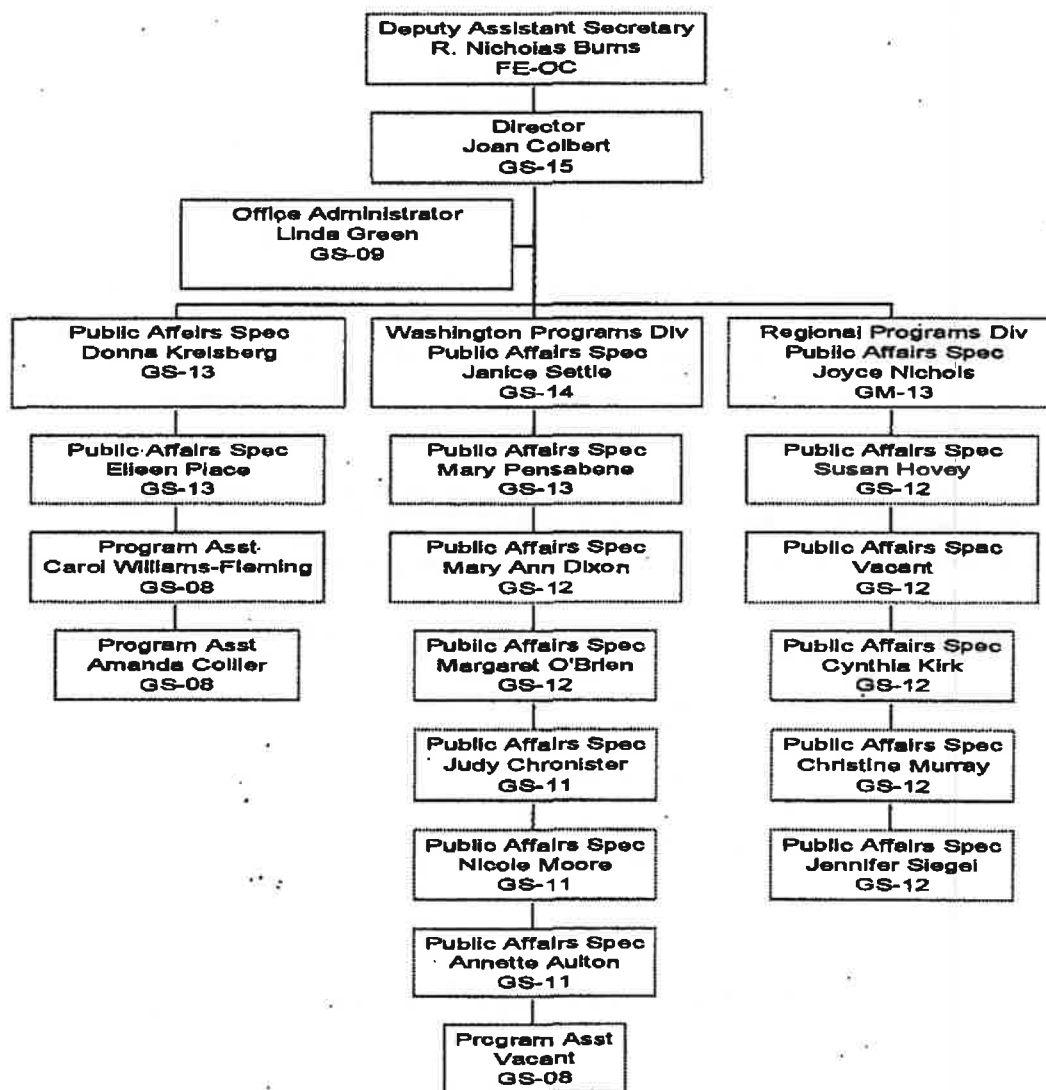 Deputy Assistant Secretary
R. Nicholas Burns
FE-OC
Director
Joan Colbert
GS-15
Office Administrator
Linda Green
GS-09
Public Affairs Spec
Donna Kreisberg
GS-13
Public Affairs Spec
Eileen Place
GS-13
Program Asst
Carol Williams-Fleming
GS-08
Program Asst
Amanda Collier
GS-08
Washington Programs Div
Public Affairs Spec
Janice Settle
GS-14
Public Affairs Spec
Mary Pensabene
GS-13
Public Affairs Spec
Mary Ann Dixon
GS-12
Public Affairs Spec
Margaret O'Brien
GS-12
Public Affairs Spec
Judy Chronister
GS-11
Public Affairs Spec
Nicole Moore
GS-11
Public Affairs Spec
Annette Aulton
GS-11
Program Asst
Vacant
GS-08
Regional Programs Div
Public Affairs Spec
Joyce Nichols
GM-13
Public Affairs Spec
Susan Hovey
GS-12
Public Affairs Spec
Vacant
GS-12
Public Affairs Spec
Cynthia Kirk
GS-12
Public Affairs Spec
Christine Murray
GS-12
Public Affairs Spec
Jennifer Siegel
GS-12